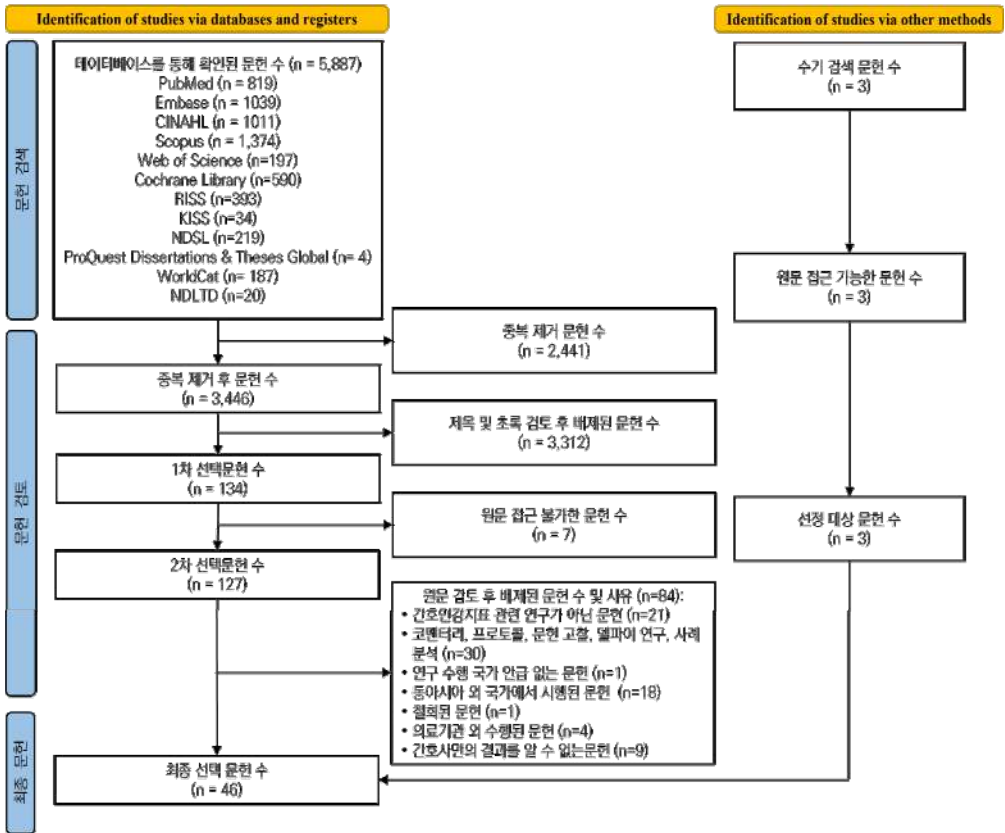 Identification of studies via databases and registers
Identification of studies via other methods
문헌 검색
데이터베이스를 통해 확인된 문헌 수 (n = 5,887)
PubMed (n = 819)
Embase (n = 1039)
CINAHL (n = 1011)
Scopus (n = 1,374)
Web of Science (n=197)
Cochrane Library (n=590)
RISS (n=393)
KISS (n=34)
NDSL (n=219)
ProQuest Dissertations & Theses Global (n= 4)
WorldCat (n= 187)
NDLTD (n=20)
수기 검색 문헌 수
(n = 3)
원문 접근 가능한 문헌 수
(n = 3)
문헌 검토
중복 제거 문헌 수
(n = 2,441)
중복 제거 후 문헌 수
(n = 3,446)
제목 및 초록 검토 후 배제된 문헌 수
(n = 3,312)
1차 선택문헌 수
(n = 134)
원문 접근 불가한 문헌 수
(n = 7)
선정 대상 문헌 수
(n = 3)
2차 선택문헌 수
(n = 127)
원문 검토 후 배제된 문헌 수 및 사유 (n=84):
• 간호민감지표 관련 연구가 아닌 문헌 (n=21)
• 코멘터리, 프로토콜, 문헌 고찰, 델파이 연구, 사례
분석 (n=30)
• 연구 수행 국가 언급 없는 문헌 (n=1)
• 동아시아 외 국가에서 시행된 문헌 (n=18)
• 철회된 문헌 (n=1)
• 의료기관 외 수행된 문헌 (n=4)
• 간호사만의 결과를 알 수 없는문헌 (n=9)
최종 문헌
최종 선택 문헌 수
(n = 46)